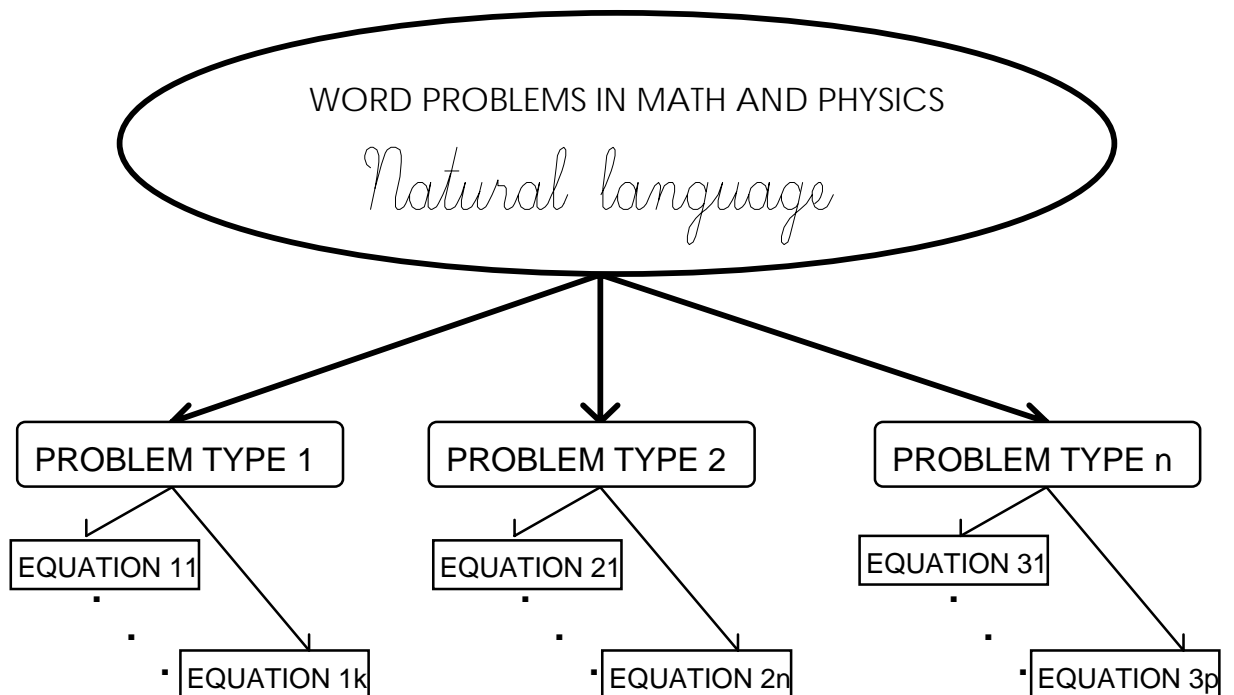 WORD PROBLEMS IN MATH AND PHYSICS
Natural language
PROBLEM TYPE 1
PROBLEM TYPE 2
PROBLEM TYPE n
EQUATION 11
EQUATION 21
EQUATION 31
EQUATION 1k
EQUATION 2n
EQUATION 3p